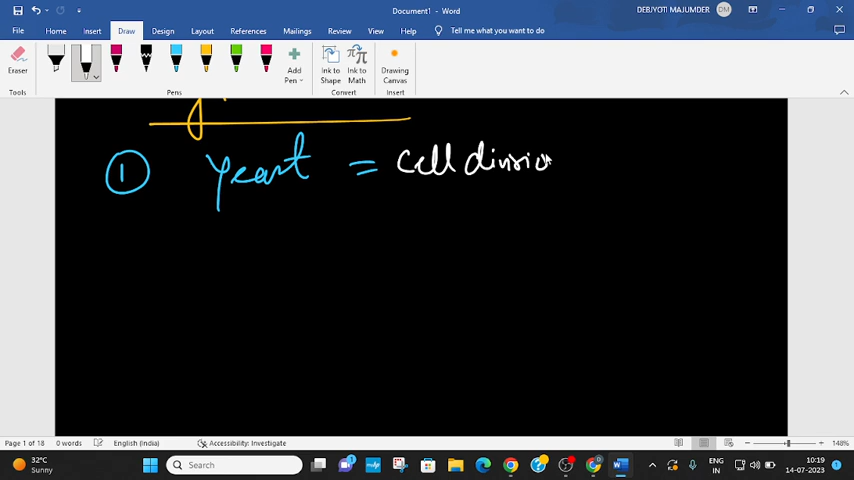 Document1 - Word
DEBJYOTI MAJUMDER DM
File Home Insert Draw Design Layout References Mailings Review View Help Tell me what you want to do
Eraser
Add Pen
Ink to Shape
Ink to Math
Drawing Canvas
Tools Pens Convert Insert
① Yeast = Cell divisio
Page 1 of 18 0 words English (India) Accessibility: Investigate 148%
32°C
Sunny
Search
ENG
IN
10:19
14-07-2023
1